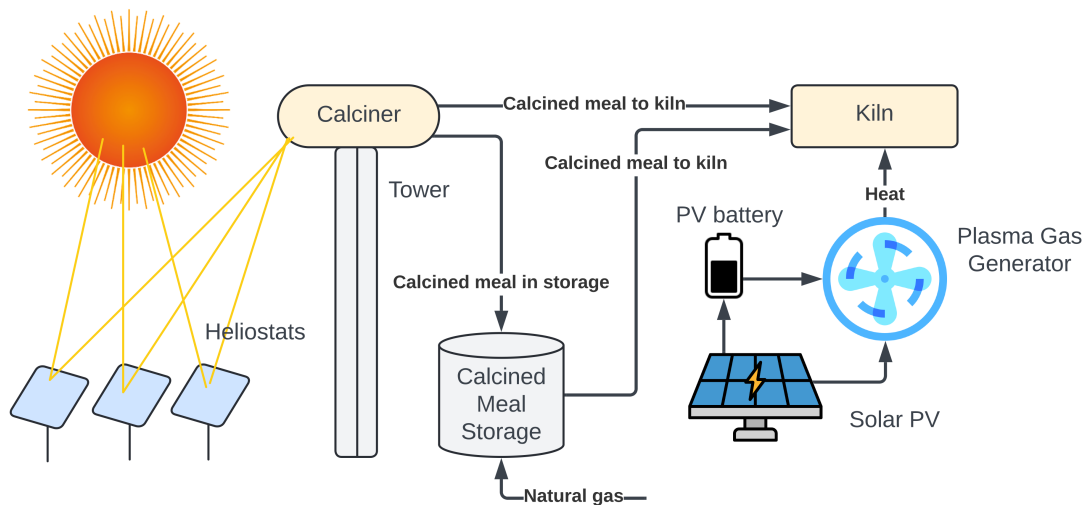 Calciner
Calcined meal to kiln
Kiln
Calcined meal to kiln
Tower
Heat
PV battery
Plasma Gas
Generator
Calcined meal in storage
Heliostats
Calcined
Meal
Storage
Solar PV
Natural gas